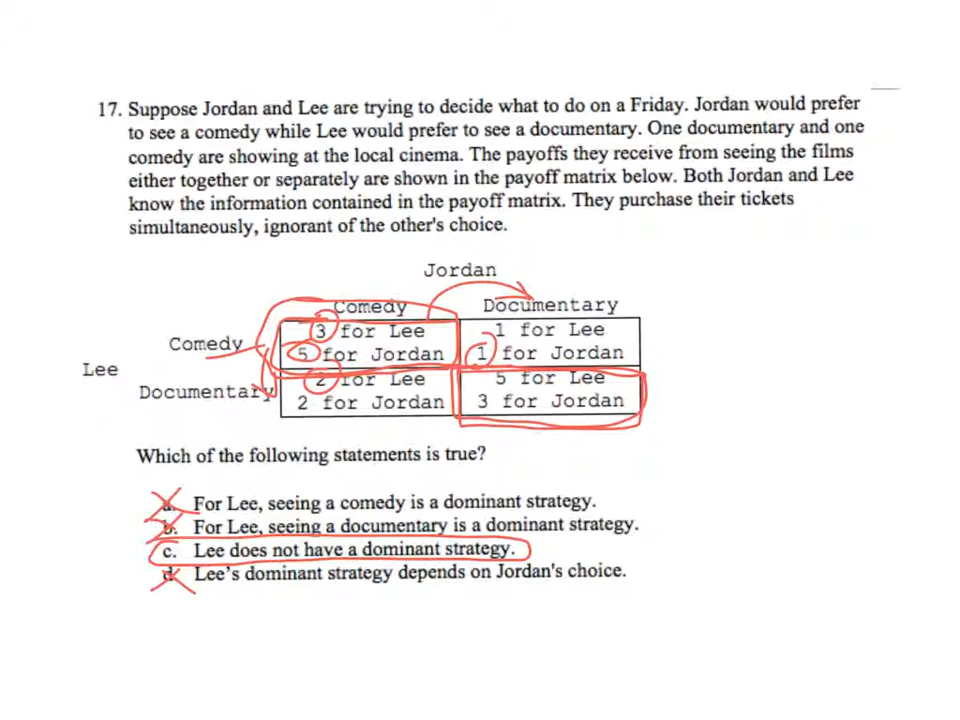 17. Suppose Jordan and Lee are trying to decide what to do on a Friday. Jordan would prefer
to see a comedy while Lee would prefer to see a documentary. One documentary and one
comedy are showing at the local cinema. The payoffs they receive from seeing the films
either together or separately are shown in the payoff matrix below. Both Jordan and Lee
know the information contained in the payoff matrix. They purchase their tickets
simultaneously, ignorant of the other's choice.
Jordan
Comedy Documentary
3 for Lee 1 for Lee
Comedy 5 for Jordan 1 for Jordan
Lee
2 for Lee 5 for Lee
Documentary 2 for Jordan 3 for Jordan
Which of the following statements is true?
a. For Lee, seeing a comedy is a dominant strategy.
b. For Lee, seeing a documentary is a dominant strategy.
c. Lee does not have a dominant strategy.
d. Lee's dominant strategy depends on Jordan's choice.